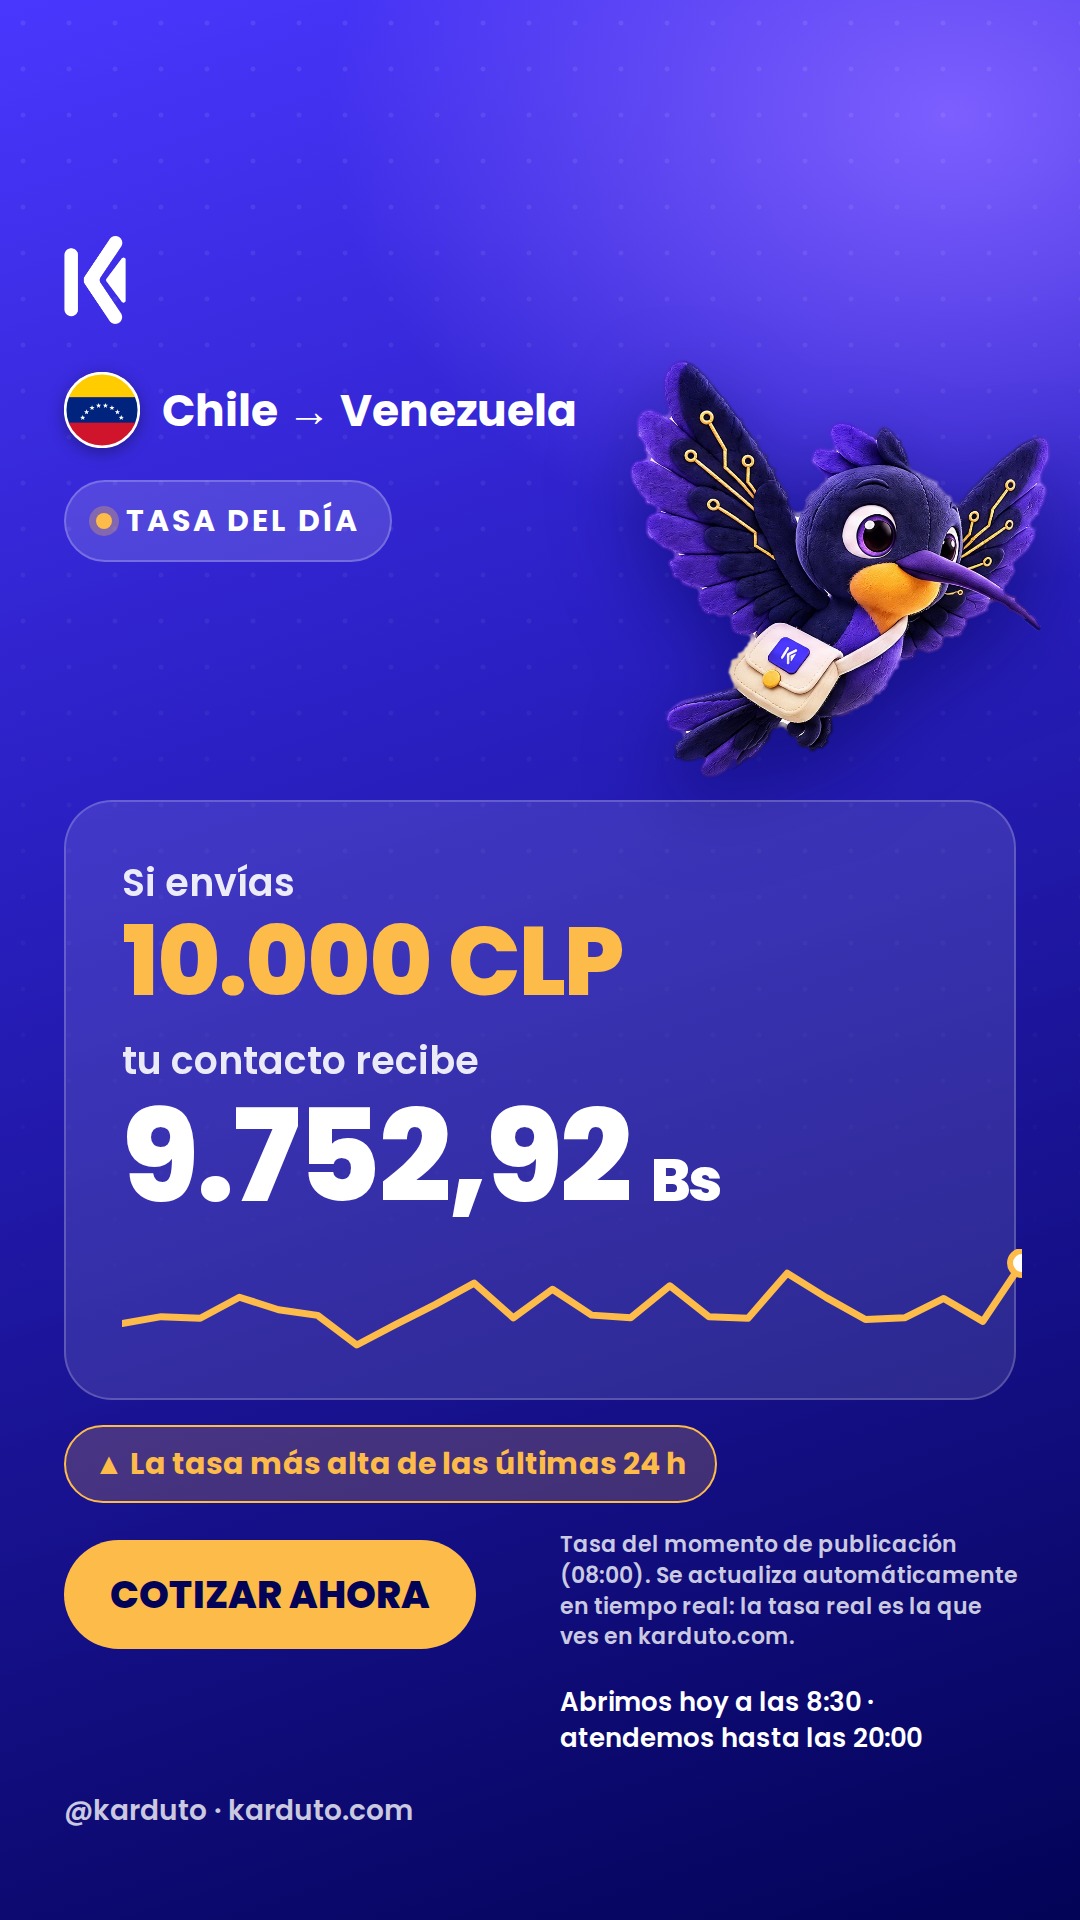 Chile → Venezuela
TASA DEL DÍA
Si envías
10.000 CLP
tu contacto recibe
9.752,92 Bs
▲ La tasa más alta de las últimas 24 h
COTIZAR AHORA
Tasa del momento de publicación
(08:00). Se actualiza automáticamente
en tiempo real: la tasa real es la que
ves en karduto.com.
Abrimos hoy a las 8:30 ·
atendemos hasta las 20:00
@karduto · karduto.com